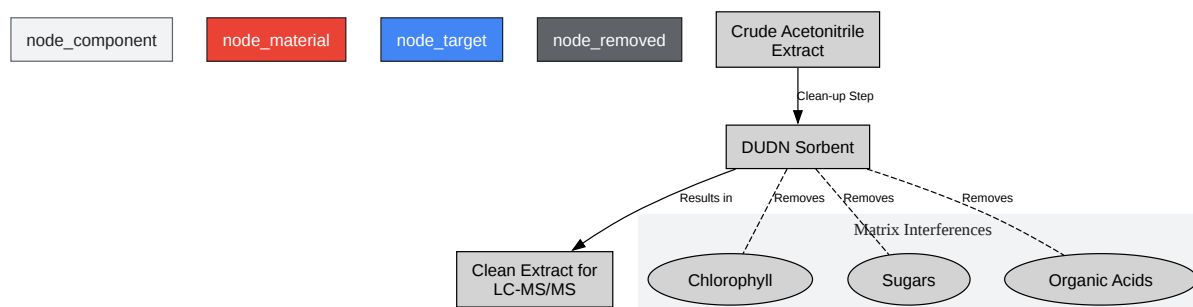 node_component
node_material
node_target
node_removed
Crude Acetonitrile
Extract
Clean-up Step
DUDN Sorbent
Results in
Removes
Removes
Removes
Matrix Interferences
Clean Extract for
LC-MS/MS
Chlorophyll
Sugars
Organic Acids